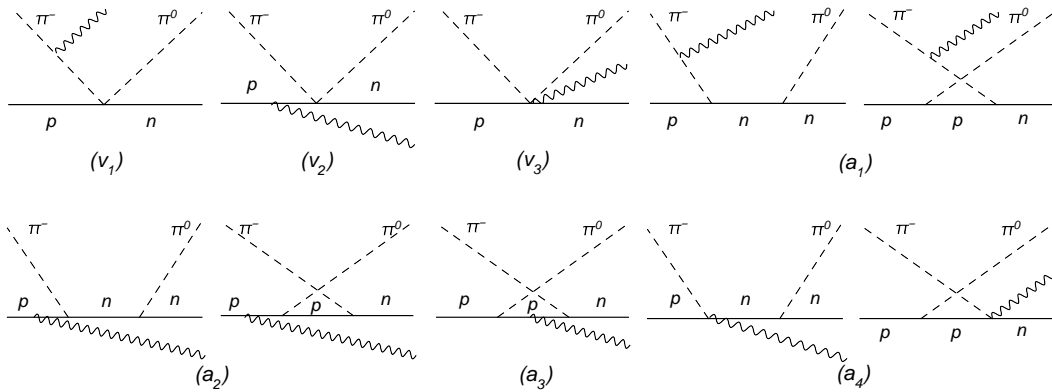 π⁻ π⁰ π⁻ π⁰ π⁻ π⁰ π⁻ π⁰ π⁻ π⁰
p n
p n p n p n n p p n
(v₁) (v₂) (v₃) (a₁)
π⁻ π⁰ π⁻ π⁰ π⁻ π⁰ π⁻ π⁰ π⁻ π⁰
p n n p p n p p n p n n
p p n
(a₂) (a₃) (a₄)